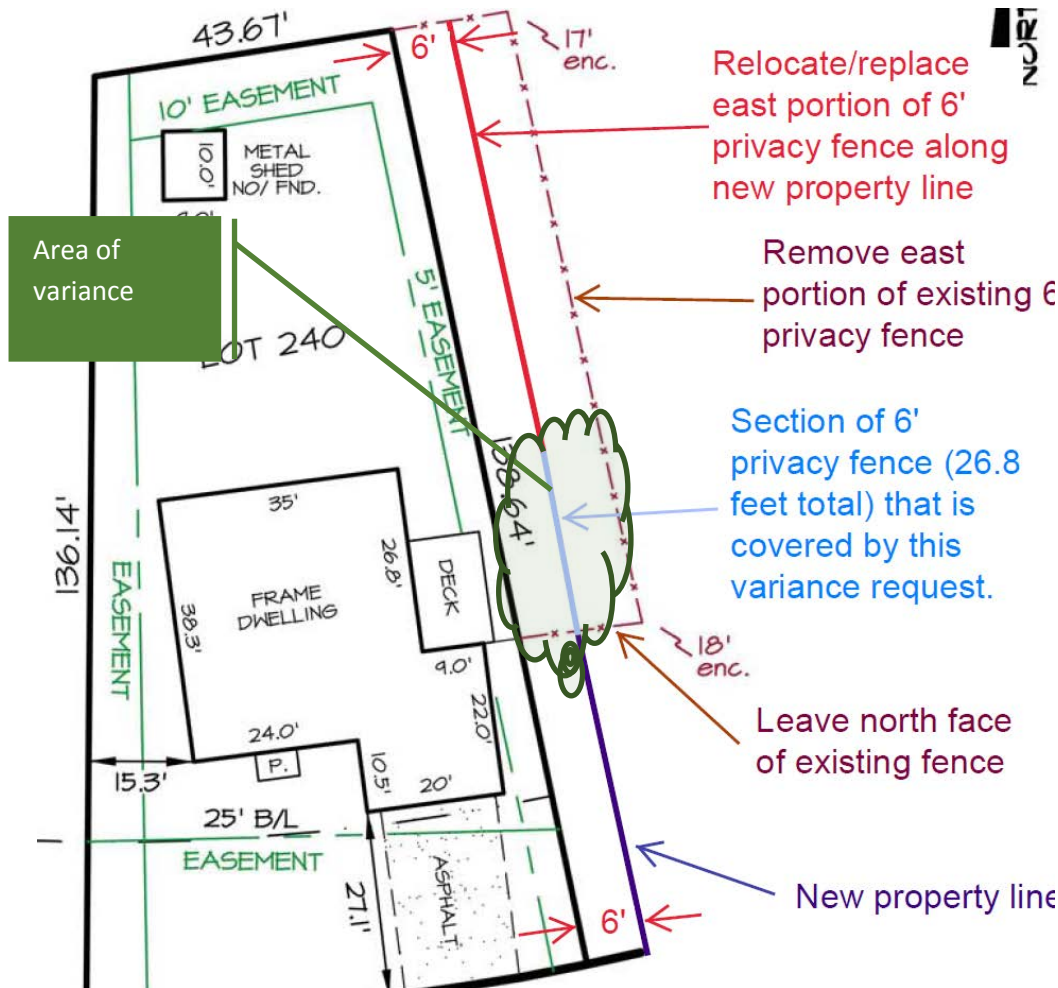 43.67'
6'
17'
enc.
NORT
Relocate/replace
east portion of 6'
privacy fence along
new property line
10' EASEMENT
10.0'
METAL
SHED
NO/ FND.
Area of
variance
Remove east
portion of existing 6
privacy fence
LOT 240
5' EASEMENT
Section of 6'
privacy fence (26.8
feet total) that is
covered by this
variance request.
138.64'
136.14'
35'
26.8'
DECK
FRAME
DWELLING
38.3'
EASEMENT
9.0'
18'
enc.
22.0'
Leave north face
of existing fence
24.0'
P.
10.5'
20'
15.3'
25' B/L
EASEMENT
ASPHALT
27.1'
6'
New property line